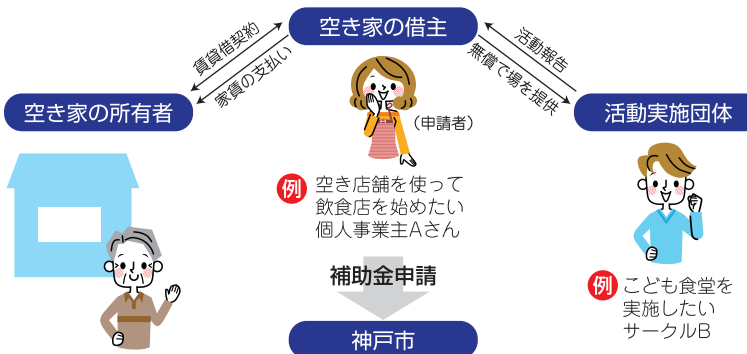 空き家の借主
賃貸借契約
家賃の支払い
活動報告
無償で場を提供
空き家の所有者
(申請者)
活動実施団体
例
空き店舗を使って
飲食店を始めたい
個人事業主Aさん
補助金申請
神戸市
例
こども食堂を
実施したい
サークルB